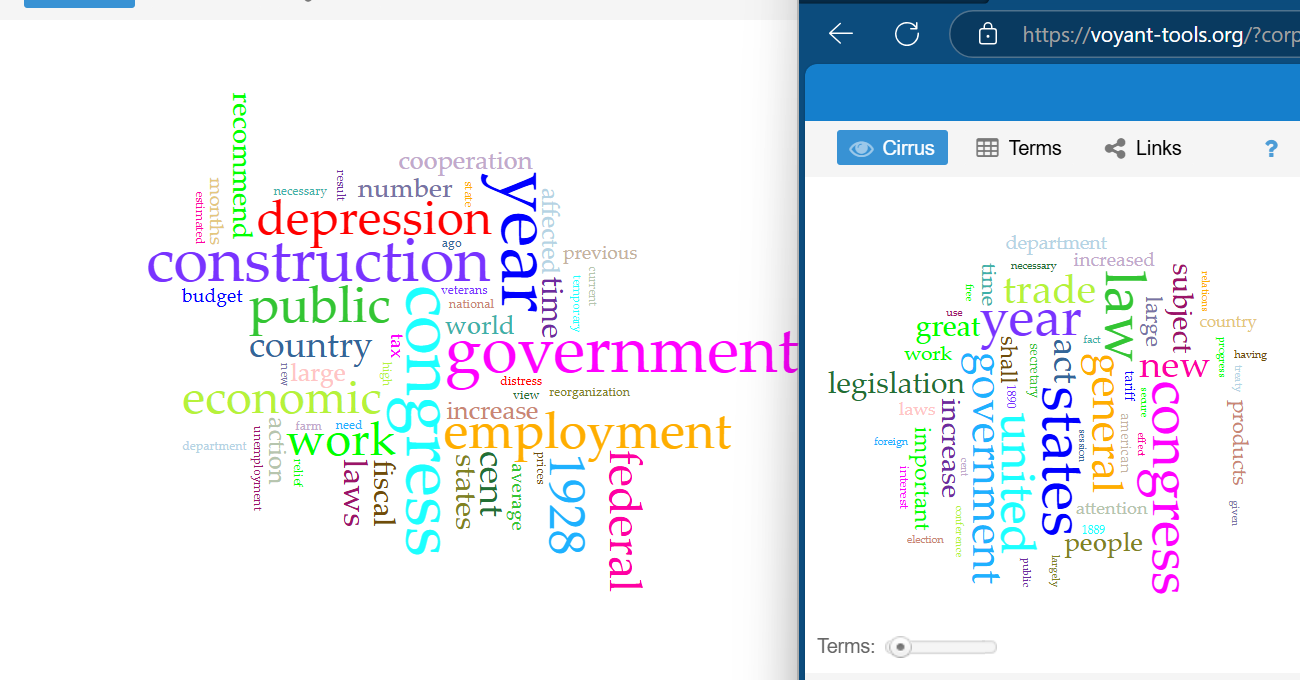 recommend
cooperation
months
estimated
necessary
result
number
state
year
affected
depression
ago
previous
construction
current
budget
public
veterans
national
temporary
time
congress
world
country
tax
government
new
large
high
distress
view
reorganization
economic
increase
action
farm
need
employment
department
unemployment
work
relief
laws
fiscal
states
cent
average
prices
1928
federal
https://voyant-tools.org/?corp
Cirrus
Terms
Links
?
department
increased
necessary
time
free
trade
law
subject
relations
use
great
year
large
country
work
shall
secretary
act
fact
general
new
progress
having
treaty
legislation
government
1890
tariff
secure
congress
laws
increase
united
states
session
american
effect
products
foreign
important
cent
interest
attention
given
election
conference
1889
people
public
largely
Terms: